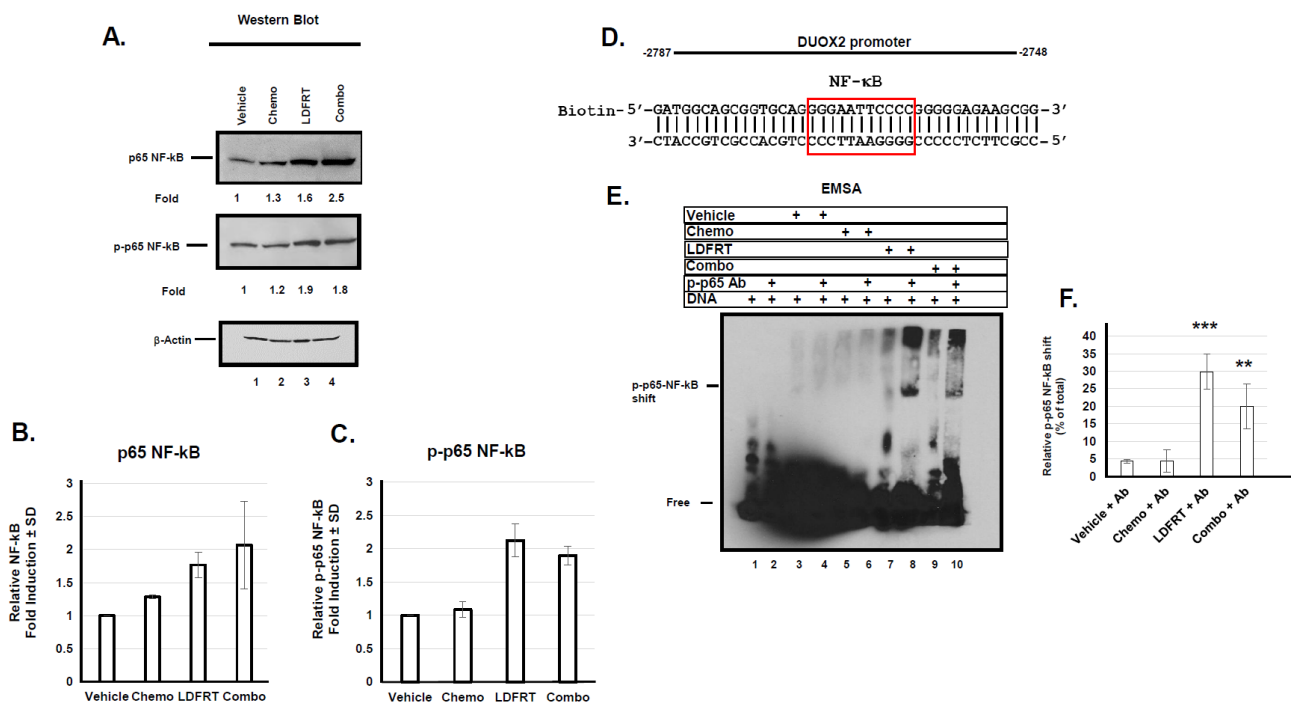 A.
Western Blot
Vehicle
Chemo
LDFRT
Combo
p65 NF-kB
Fold 1 1.3 1.6 2.5
p-p65 NF-kB
Fold 1 1.2 1.9 1.8
β-Actin
1 2 3 4
B.
p65 NF-kB
Relative NF-kB
Fold Induction ± SD
3
2.5
2
1.5
1
0.5
0
Vehicle Chemo LDFRT Combo
C.
p-p65 NF-kB
Relative p-p65 NF-kB
Fold Induction ± SD
3
2.5
2
1.5
1
0.5
0
Vehicle Chemo LDFRT Combo
D.
DUOX2 promoter
-2787 -2748
NF-κB
Biotin-5′-GATGGCAGCGGTGCAGGGGAATTCCCCGGGGGAGAAGCGG-3′
3′-CTACCGTCGCCACGTCCCCTTAAGGGGCCCCCTCTTCGCC-5′
E.
EMSA
Vehicle + +
Chemo + +
LDFRT + +
Combo + +
p-p65 Ab + + + + +
DNA + + + + + + + + + +
p-p65-NF-kB
shift
Free
1 2 3 4 5 6 7 8 9 10
F.
Relative p-p65 NF-kB shift
(% of total)
40
35
30
25
20
15
10
5
0
***
**
Vehicle + Ab
Chemo + Ab
LDFRT + Ab
Combo + Ab